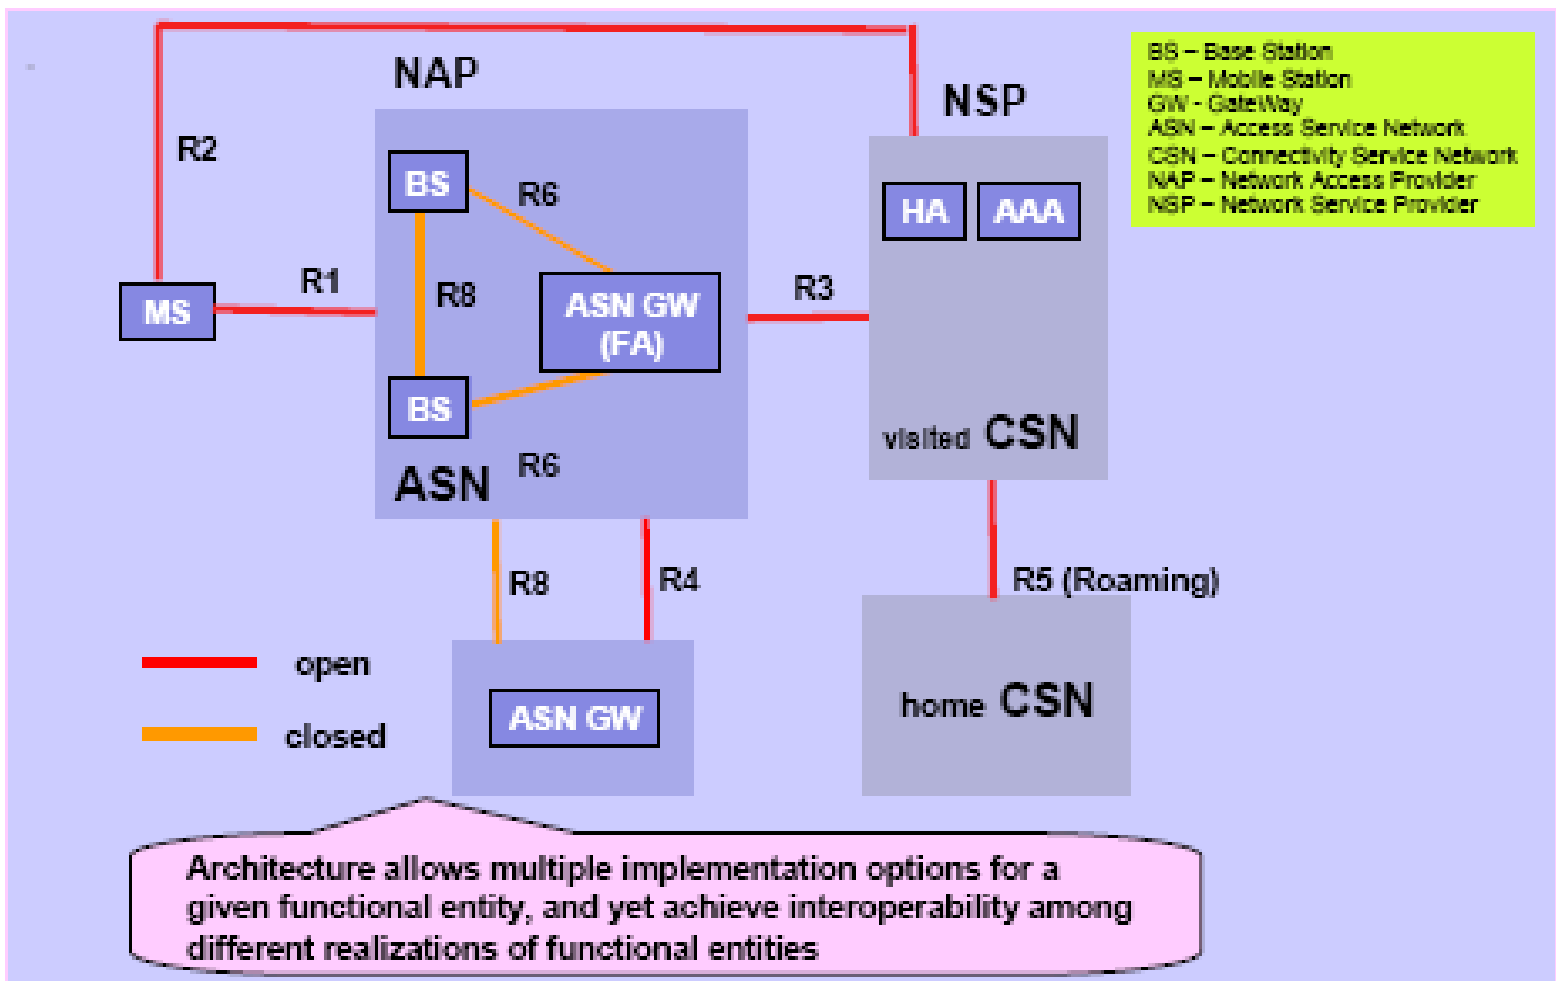 NAP
NSP
BS – Base Station
MS – Mobile Station
GW - GateWay
ASN – Access Service Network
CSN – Connectivity Service Network
NAP – Network Access Provider
NSP – Network Service Provider
R2
BS
R6
HA
AAA
R1
MS
R8
ASN GW
(FA)
R3
BS
visited CSN
R6
ASN
R8
R4
R5 (Roaming)
open
closed
ASN GW
home CSN
Architecture allows multiple implementation options for a
given functional entity, and yet achieve interoperability among
different realizations of functional entities